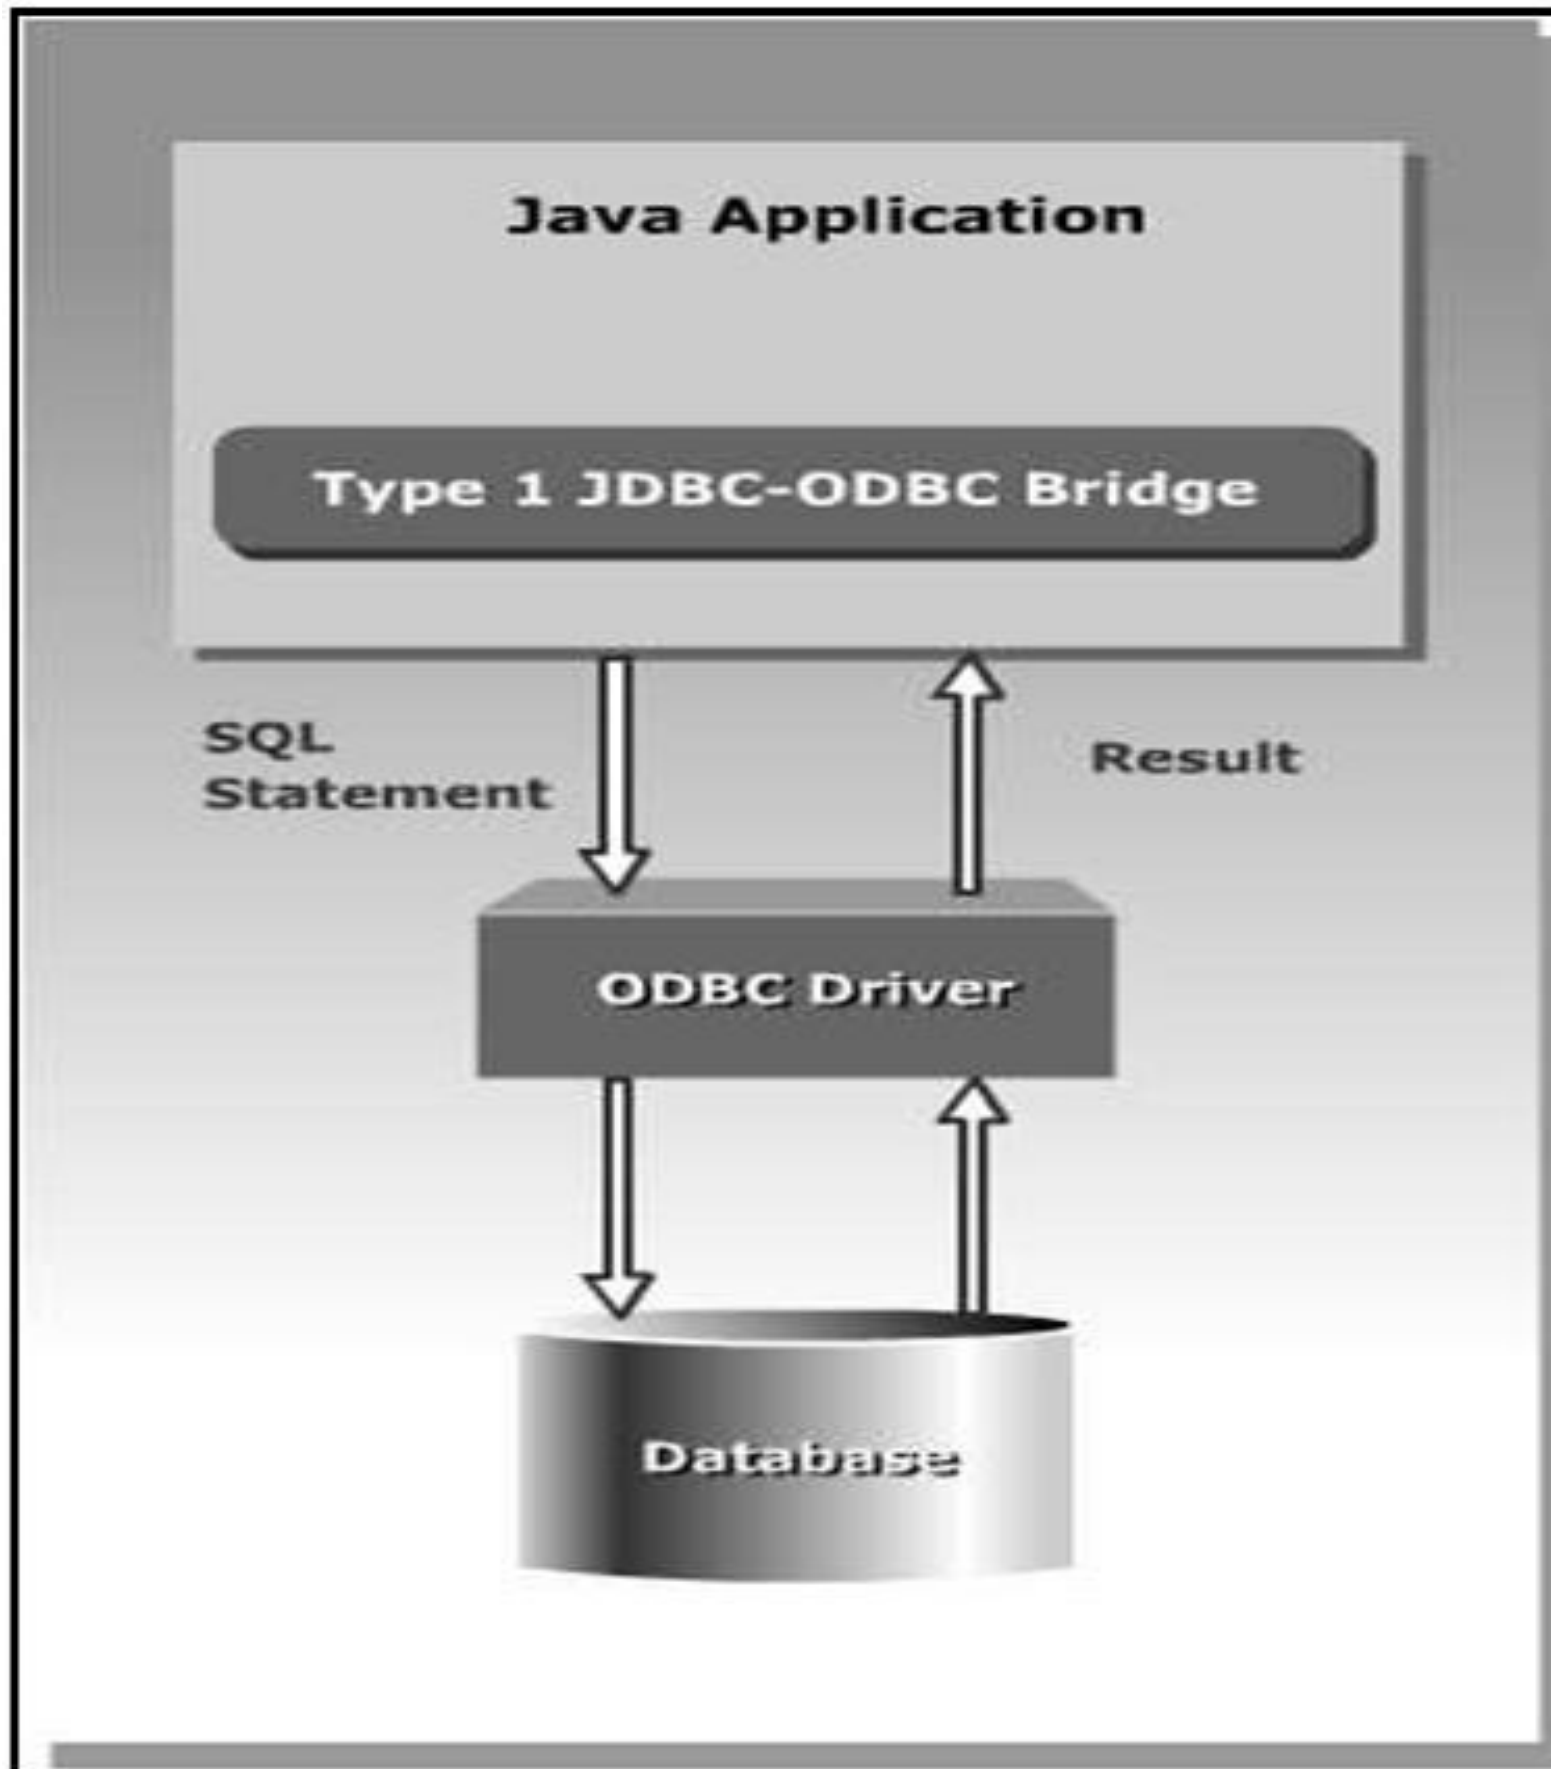 Java Application
Type 1 JDBC-ODBC Bridge
SQL
Statement
Result
ODBC Driver
Database